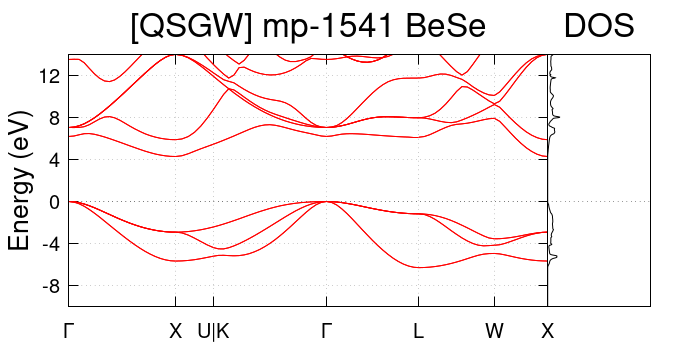 [QSGW] mp-1541 BeSe DOS
Energy (eV)
12
8
4
0
-4
-8
Γ X U|K Γ L W X